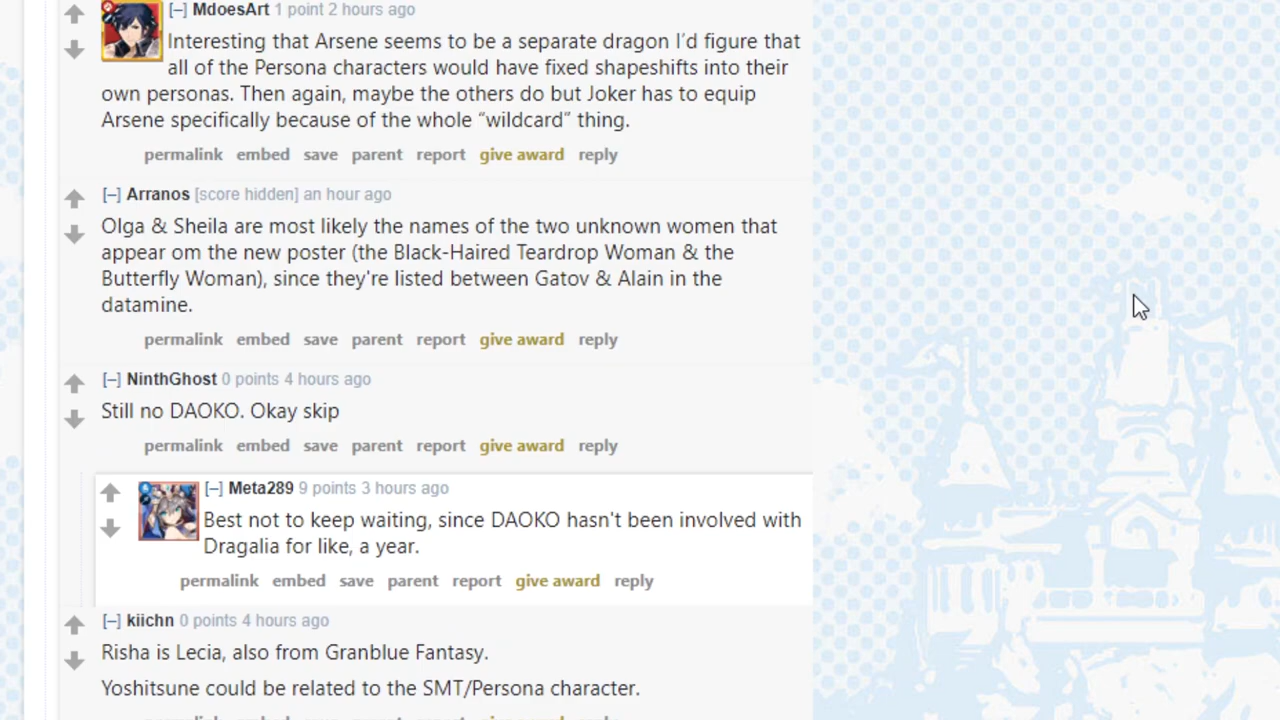 [–] MdoesArt 1 point 2 hours ago
Interesting that Arsene seems to be a separate dragon I'd figure that
all of the Persona characters would have fixed shapeshifts into their
own personas. Then again, maybe the others do but Joker has to equip
Arsene specifically because of the whole “wildcard” thing.
permalink embed save parent report give award reply
[–] Arranos [score hidden] an hour ago
Olga & Sheila are most likely the names of the two unknown women that
appear om the new poster (the Black-Haired Teardrop Woman & the
Butterfly Woman), since they're listed between Gatov & Alain in the
datamine.
permalink embed save parent report give award reply
[–] NinthGhost 0 points 4 hours ago
Still no DAOKO. Okay skip
permalink embed save parent report give award reply
[–] Meta289 9 points 3 hours ago
Best not to keep waiting, since DAOKO hasn't been involved with
Dragalia for like, a year.
permalink embed save parent report give award reply
[–] kiichn 0 points 4 hours ago
Risha is Lecia, also from Granblue Fantasy.
Yoshitsune could be related to the SMT/Persona character.